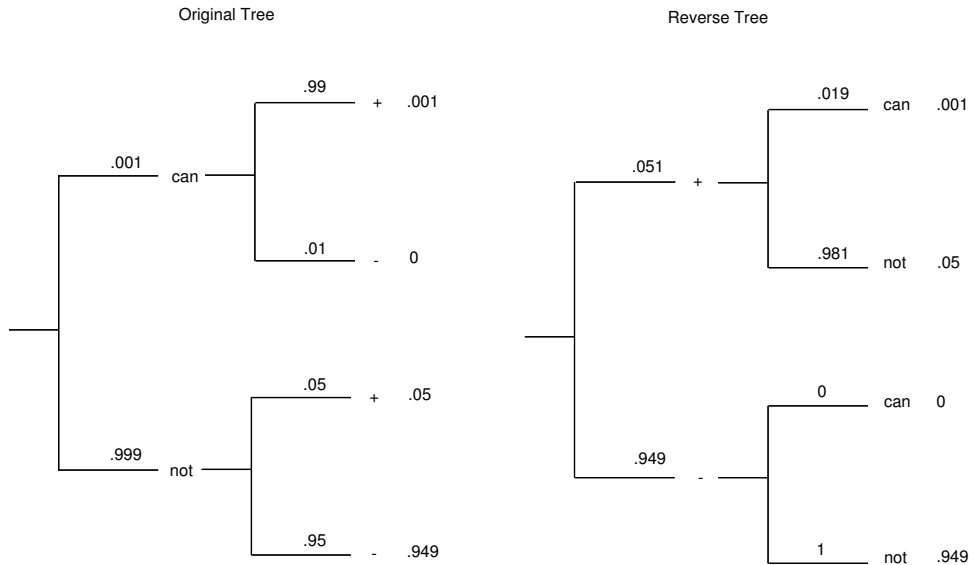 Original Tree
.99
+ .001
.001
can
.01
- 0
.05
+ .05
.999
not
.95
- .949
Reverse Tree
.019
can .001
.051
+
.981
not .05
0
can 0
.949
-
1
not .949